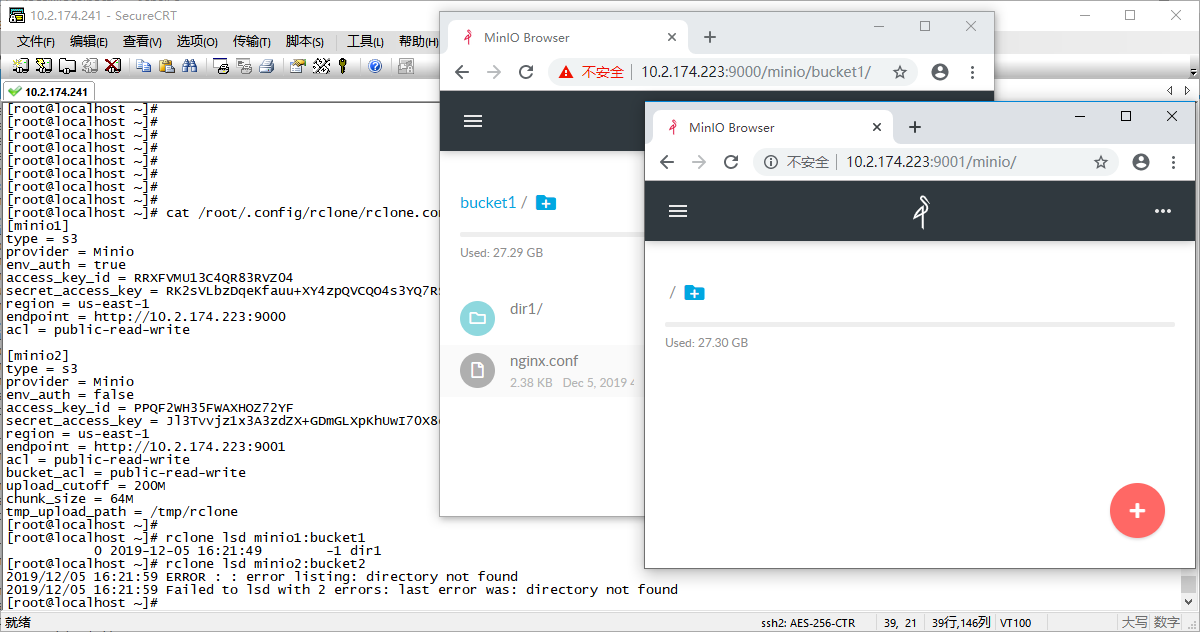 10.2.174.241 - SecureCRT
文件(F) 编辑(E) 查看(V) 选项(O) 传输(T) 脚本(S) 工具(L) 帮助(H)
10.2.174.241
[root@localhost ~]#
[root@localhost ~]#
[root@localhost ~]#
[root@localhost ~]#
[root@localhost ~]#
[root@localhost ~]#
[root@localhost ~]#
[root@localhost ~]#
[root@localhost ~]# cat /root/.config/rclone/rclone.con
[minio1]
type = s3
provider = Minio
env_auth = true
access_key_id = RRXFVMU13C4QR83RVZ04
secret_access_key = RK2sVLbzDqeKfauu+XY4zpQVCQO4s3YQ7R
region = us-east-1
endpoint = http://10.2.174.223:9000
acl = public-read-write
[minio2]
type = s3
provider = Minio
env_auth = false
access_key_id = PPQF2WH35FWAXHOZ72YF
secret_access_key = Jl3Tvvjz1x3A3zdZX+GDmGLXpKhUwI7OX8
region = us-east-1
endpoint = http://10.2.174.223:9001
acl = public-read-write
bucket_acl = public-read-write
upload_cutoff = 200M
chunk_size = 64M
tmp_upload_path = /tmp/rclone
[root@localhost ~]#
[root@localhost ~]# rclone lsd minio1:bucket1
0 2019-12-05 16:21:49 -1 dir1
[root@localhost ~]# rclone lsd minio2:bucket2
2019/12/05 16:21:59 ERROR : : error listing: directory not found
2019/12/05 16:21:59 Failed to lsd with 2 errors: last error was: directory not found
[root@localhost ~]#
就绪 ssh2: AES-256-CTR 39, 21 39行,146列 VT100 大写 数字
MinIO Browser
不安全 10.2.174.223:9000/minio/bucket1/
bucket1 /
Used: 27.29 GB
dir1/
nginx.conf
2.38 KB Dec 5, 2019 4
MinIO Browser
不安全 10.2.174.223:9001/minio/
/
Used: 27.30 GB